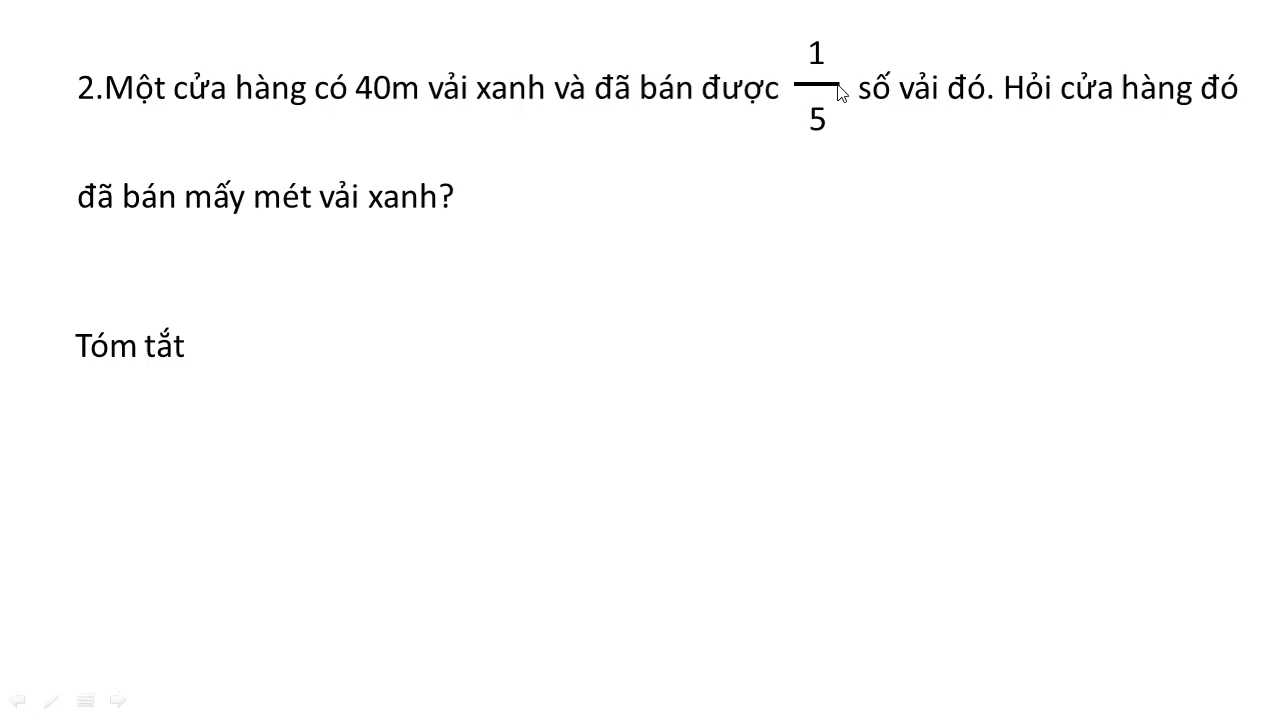 2.Một cửa hàng có 40m vải xanh và đã bán được 1/5 số vải đó. Hỏi cửa hàng đó
đã bán mấy mét vải xanh?
Tóm tắt